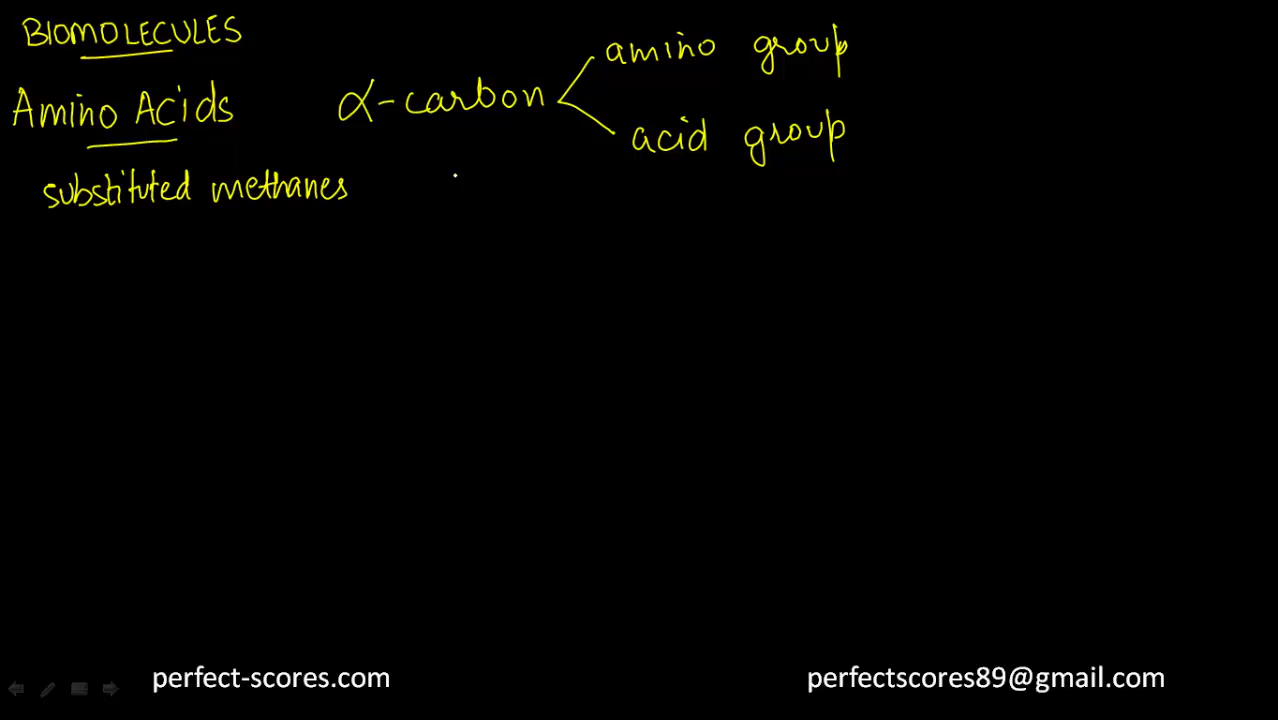 BIOMOLECULES
Amino Acids α-carbon amino group
acid group
substituted methanes
perfect-scores.com perfectscores89@gmail.com